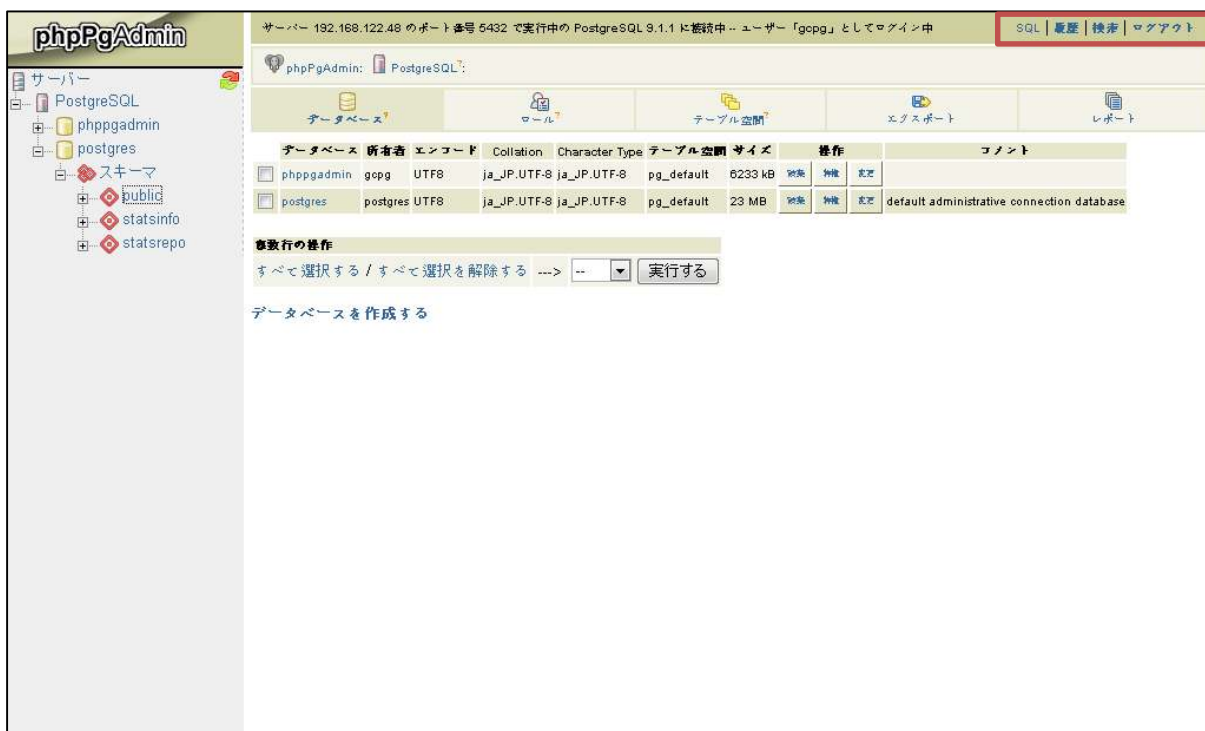 phpPgAdmin
サーバー
PostgreSQL
phppgadmin
postgres
スキーマ
public
statsinfo
statsrepo
サーバー 192.168.122.48 のポート番号 5432 で実行中の PostgreSQL 9.1.1 に接続中 -- ユーザー「gcpg」としてログイン中
SQL | 履歴 | 検索 | ログアウト
phpPgAdmin: PostgreSQL?:
データベース? ロール? テーブル空間? エクスポート レポート
データベース 所有者 エンコード Collation Character Type テーブル空間 サイズ 操作 コメント
phppgadmin gcpg UTF8 ja_JP.UTF-8 ja_JP.UTF-8 pg_default 6233 kB 破棄 特権 変更
postgres postgres UTF8 ja_JP.UTF-8 ja_JP.UTF-8 pg_default 23 MB 破棄 特権 変更 default administrative connection database
複数行の操作
すべて選択する / すべて選択を解除する ---> -- 実行する
データベースを作成する